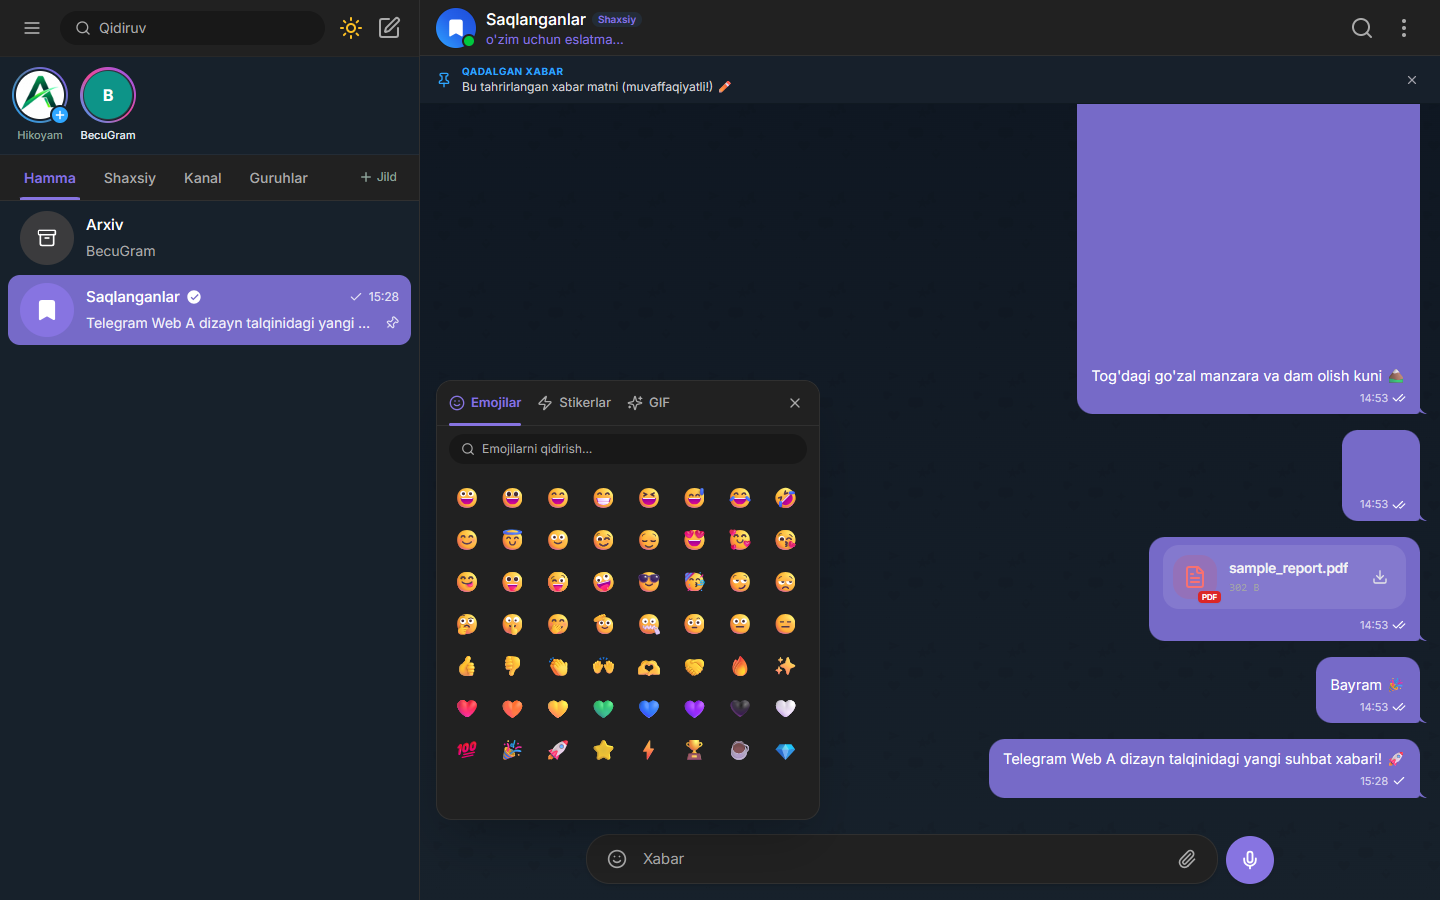 Qidiruv
Hikoyam
B
BecuGram
Hamma
Shaxsiy
Kanal
Guruhlar
+ Jild
Arxiv
BecuGram
Saqlanganlar
15:28
Telegram Web A dizayn talqinidagi yangi ...
Saqlanganlar Shaxsiy
o'zim uchun eslatma...
QADALGAN XABAR
Bu tahrirlangan xabar matni (muvaffaqiyatli!)
Tog'dagi go'zal manzara va dam olish kuni
14:53
14:53
sample_report.pdf
302 B
PDF
14:53
Bayram
14:53
Telegram Web A dizayn talqinidagi yangi suhbat xabari! 🚀
15:28
Emojilar
Stikerlar
GIF
Emojilarni qidirish...
Xabar